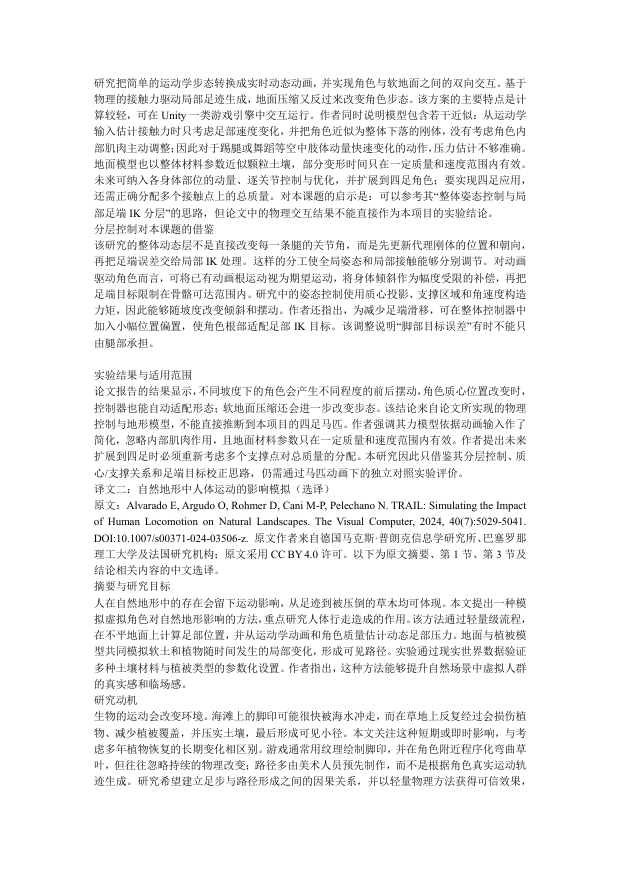 研究把简单的运动学步态转换成实时动态动画，并实现角色与软地面之间的双向交互。基于
物理的接触力驱动局部足迹生成，地面压缩又反过来改变角色步态。该方案的主要特点是计
算较轻，可在 Unity 一类游戏引擎中交互运行。作者同时说明模型包含若干近似：从运动学
输入估计接触力时只考虑足部速度变化，并把角色近似为整体下落的刚体，没有考虑角色内
部肌肉主动调整；因此对于踢腿或舞蹈等空中肢体动量快速变化的动作，压力估计不够准确。
地面模型也以整体材料参数近似颗粒土壤，部分变形时间只在一定质量和速度范围内有效。
未来可纳入各身体部位的动量、逐关节控制与优化，并扩展到四足角色；要实现四足应用，
还需正确分配多个接触点上的总质量。对本课题的启示是：可以参考其“整体姿态控制与局
部足端 IK 分层”的思路，但论文中的物理交互结果不能直接作为本项目的实验结论。
分层控制对本课题的借鉴
该研究的整体动态层不是直接改变每一条腿的关节角，而是先更新代理刚体的位置和朝向，
再把足端误差交给局部 IK 处理。这样的分工使全局姿态和局部接触能够分别调节。对动画
驱动角色而言，可将已有动画根运动视为期望运动，将身体倾斜作为幅度受限的补偿，再把
足端目标限制在骨骼可达范围内。研究中的姿态控制使用质心投影、支撑区域和角速度构造
力矩，因此能够随坡度改变倾斜和摆动。作者还指出，为减少足端滑移，可在整体控制器中
加入小幅位置偏置，使角色根部适配足部 IK 目标。该调整说明“脚部目标误差”有时不能只
由腿部承担。
实验结果与适用范围
论文报告的结果显示，不同坡度下的角色会产生不同程度的前后摆动，角色质心位置改变时，
控制器也能自动适配形态；软地面压缩还会进一步改变步态。该结论来自论文所实现的物理
控制与地形模型，不能直接推断到本项目的四足马匹。作者强调其力模型依据动画输入作了
简化，忽略内部肌肉作用，且地面材料参数只在一定质量和速度范围内有效。作者提出未来
扩展到四足时必须重新考虑多个支撑点对总质量的分配。本研究因此只借鉴其分层控制、质
心/支撑关系和足端目标校正思路，仍需通过马匹动画下的独立对照实验评价。
译文二：自然地形中人体运动的影响模拟（选译）
原文：Alvarado E, Argudo O, Rohmer D, Cani M-P, Pelechano N. TRAIL: Simulating the Impact
of Human Locomotion on Natural Landscapes. The Visual Computer, 2024, 40(7):5029-5041.
DOI:10.1007/s00371-024-03506-z. 原文作者来自德国马克斯·普朗克信息学研究所、巴塞罗那
理工大学及法国研究机构；原文采用 CC BY 4.0 许可。以下为原文摘要、第 1 节、第 3 节及
结论相关内容的中文选译。
摘要与研究目标
人在自然地形中的存在会留下运动影响，从足迹到被压倒的草木均可体现。本文提出一种模
拟虚拟角色对自然地形影响的方法，重点研究人体行走造成的作用。该方法通过轻量级流程，
在不平地面上计算足部位置，并从运动学动画和角色质量估计动态足部压力。地面与植被模
型共同模拟软土和植物随时间发生的局部变化，形成可见路径。实验通过现实世界数据验证
多种土壤材料与植被类型的参数化设置。作者指出，这种方法能够提升自然场景中虚拟人群
的真实感和临场感。
研究动机
生物的运动会改变环境。海滩上的脚印可能很快被海水冲走，而在草地上反复经过会损伤植
物、减少植被覆盖，并压实土壤，最后形成可见小径。本文关注这种短期或即时影响，与考
虑多年植物恢复的长期变化相区别。游戏通常用纹理绘制脚印，并在角色附近程序化弯曲草
叶，但往往忽略持续的物理改变；路径多由美术人员预先制作，而不是根据角色真实运动轨
迹生成。研究希望建立足步与路径形成之间的因果关系，并以轻量物理方法获得可信效果，